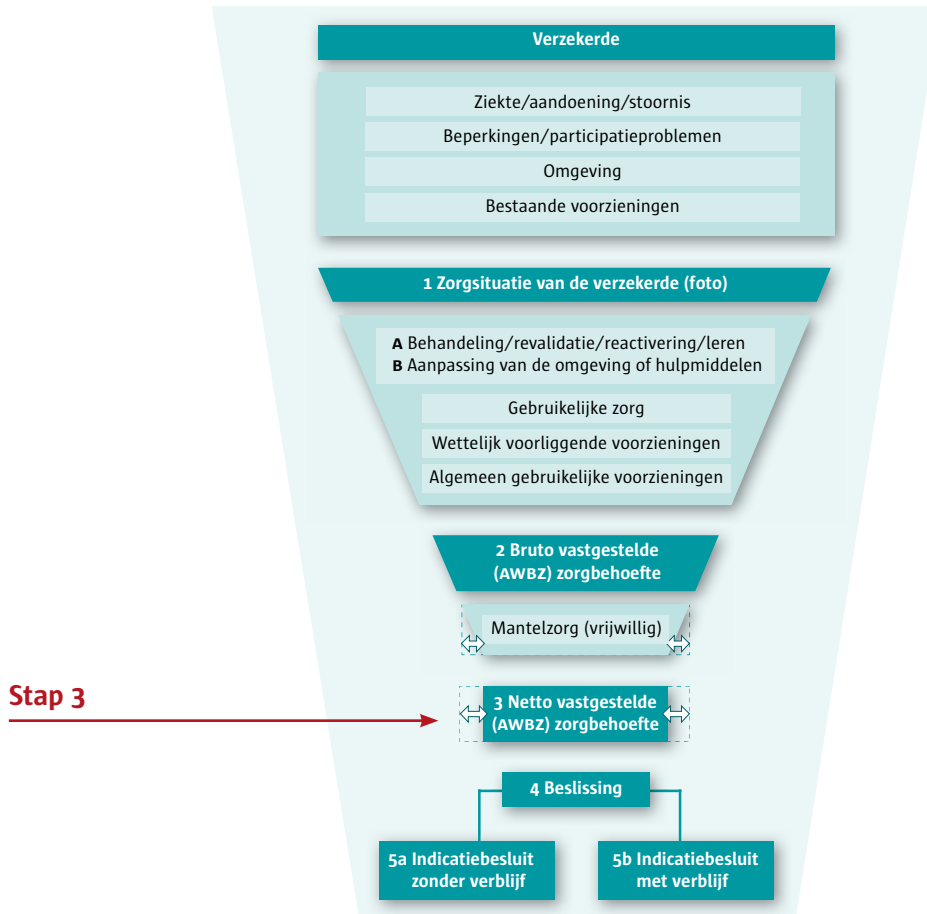 Verzekerde
Ziekte/aandoening/stoornis
Beperkingen/participatieproblemen
Omgeving
Bestaande voorzieningen
1 Zorgsituatie van de verzekerde (foto)
A Behandeling/revalidatie/reactivering/leren
B Aanpassing van de omgeving of hulpmiddelen
Gebruikelijke zorg
Wettelijk voorliggende voorzieningen
Algemeen gebruikelijke voorzieningen
2 Bruto vastgestelde
(AWBZ) zorgbehoefte
Mantelzorg (vrijwillig)
Stap 3
3 Netto vastgestelde
(AWBZ) zorgbehoefte
4 Beslissing
5a Indicatiebesluit
zonder verblijf
5b Indicatiebesluit
met verblijf